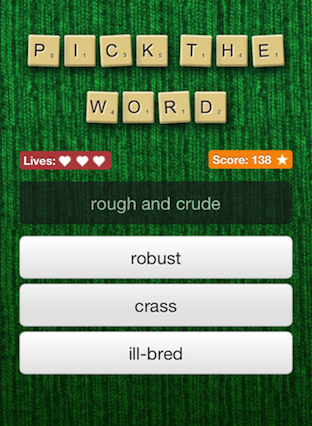 PICK THE
WORD
Lives:
Score: 138
rough and crude
robust
crass
ill-bred